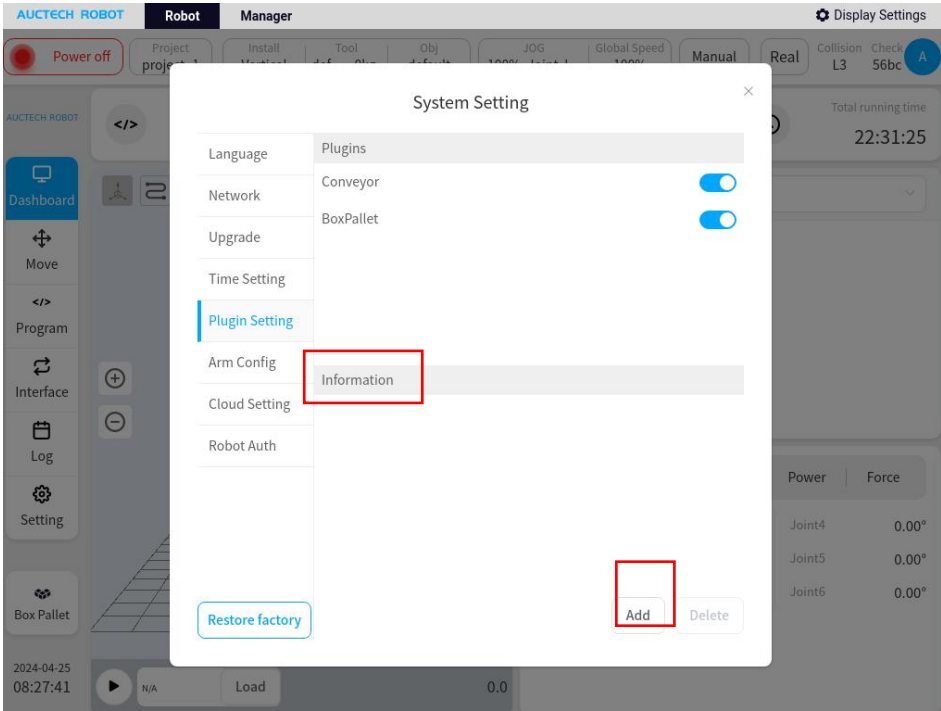 AUCTECH ROBOT
Robot
Manager
Display Settings
Power off
Project
Install
Tool
Obj
JOG
Global Speed
100%
Manual
Real
Collision
L3
Check
56bc
A
AUCTECH ROBOT
</>
System Setting
Total running time
22:31:25
Dashboard
Move
</>
Program
Interface
Log
Setting
Box Pallet
2024-04-25
08:27:41
Language
Network
Upgrade
Time Setting
Plugin Setting
Arm Config
Cloud Setting
Robot Auth
Restore factory
Plugins
Conveyor
BoxPallet
Information
Add
Delete
Power
Force
Joint4 0.00°
Joint5 0.00°
Joint6 0.00°
N/A
Load
0.0